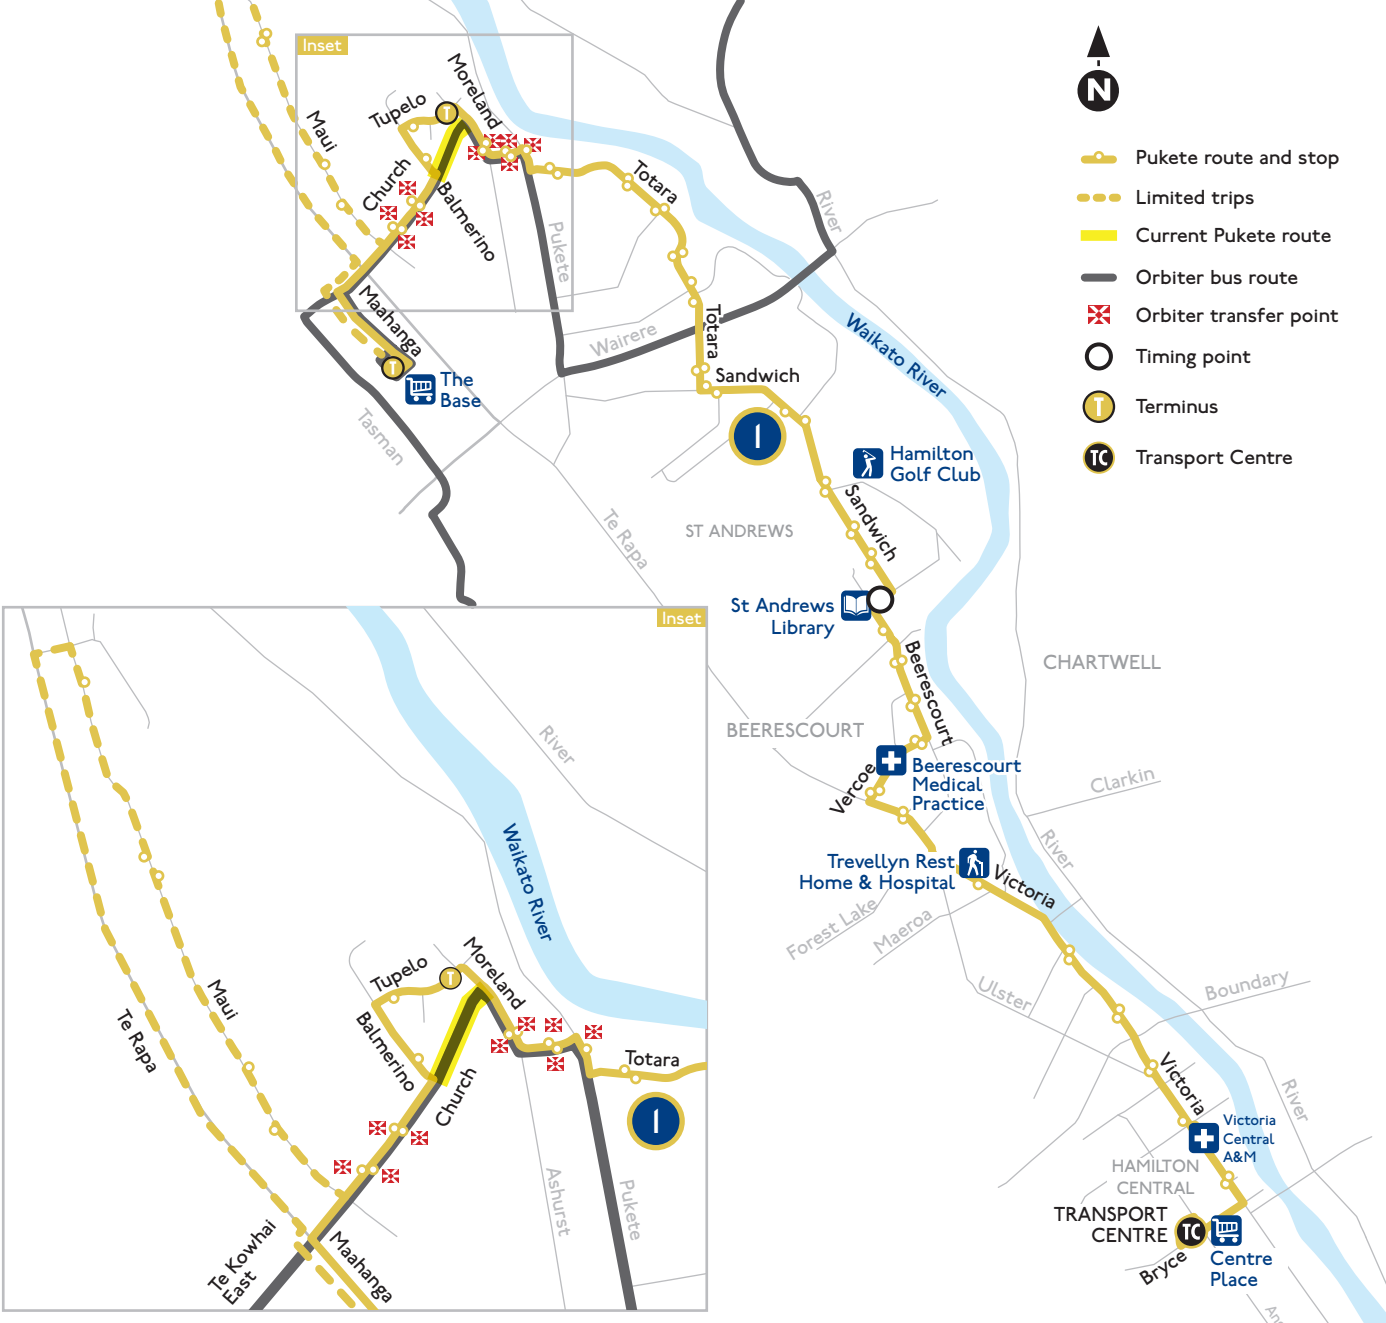 Inset
Moreland
Tupelo
Maui
Church
Balmerino
Totara
Pukete
River
Maahanga
T
T
The
Base
Wairere
Totara
Sandwich
Tasman
1
Waikato River
Hamilton
Golf Club
Sandwich
Te Rapa
ST ANDREWS
St Andrews
Library
Beerescourt
CHARTWELL
BEERESCOURT
Vercoe
Beerescourt
Medical
Practice
Clarkin
River
Trevellyn Rest
Home & Hospital
Victoria
Forest Lake
Maeroa
Ulster
Boundary
Victoria
River
Victoria
Central
A&M
HAMILTON
CENTRAL
TRANSPORT
CENTRE
TC
Bryce
Centre
Place
N
Pukete route and stop
Limited trips
Current Pukete route
Orbiter bus route
Orbiter transfer point
Timing point
T
Terminus
TC
Transport Centre
Inset
River
Waikato River
Moreland
Tupelo
T
Balmerino
Maui
Te Rapa
Church
Totara
1
Ashurst
Pukete
Te Kowhai
East
Maahanga